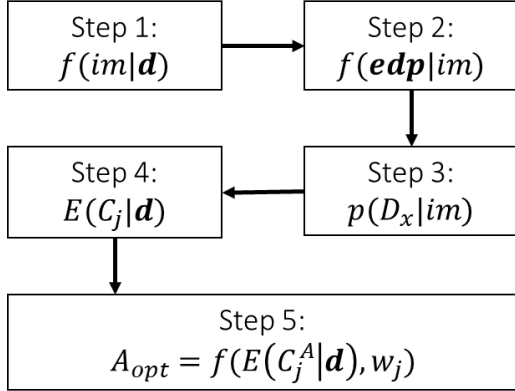 Step 1:
f(im|d)
Step 2:
f(edp|im)
Step 4:
E(C_j|d)
Step 3:
p(D_x|im)
Step 5:
A_opt = f(E(C_j^A|d), w_j)